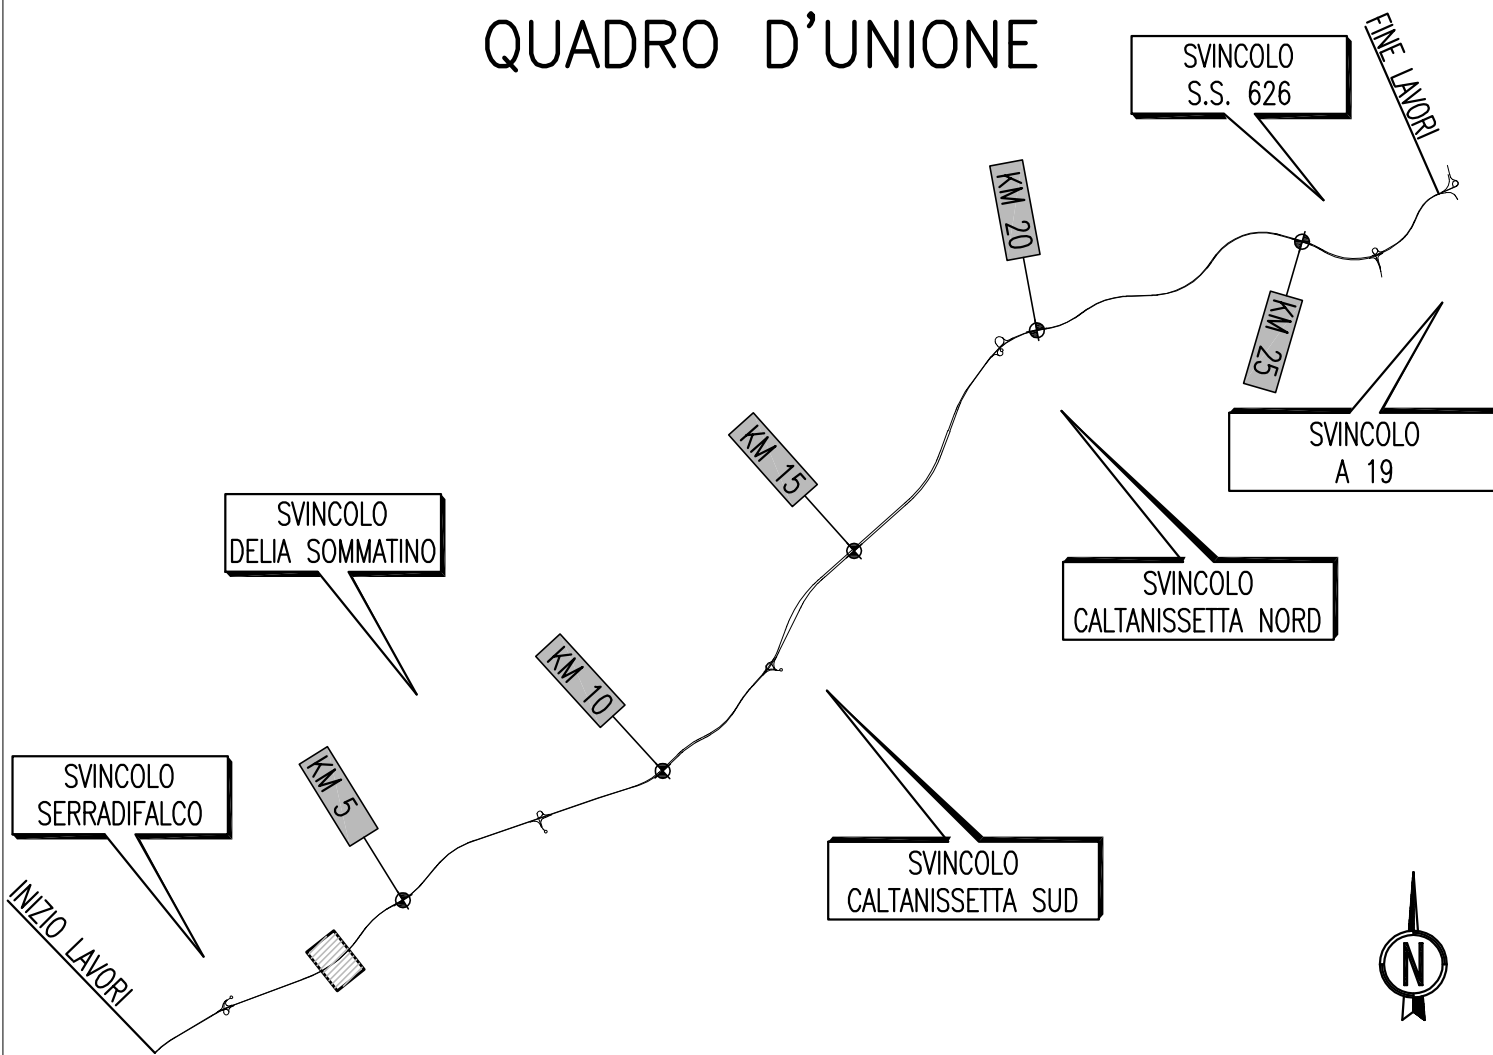 QUADRO D'UNIONE
SVINCOLO
S.S. 626
FINE LAVORI
KM 20
KM 25
SVINCOLO
A 19
KM 15
SVINCOLO
CALTANISSETTA NORD
SVINCOLO
DELIA SOMMATINO
KM 10
KM 5
SVINCOLO
SERRADIFALCO
SVINCOLO
CALTANISSETTA SUD
INIZIO LAVORI
N